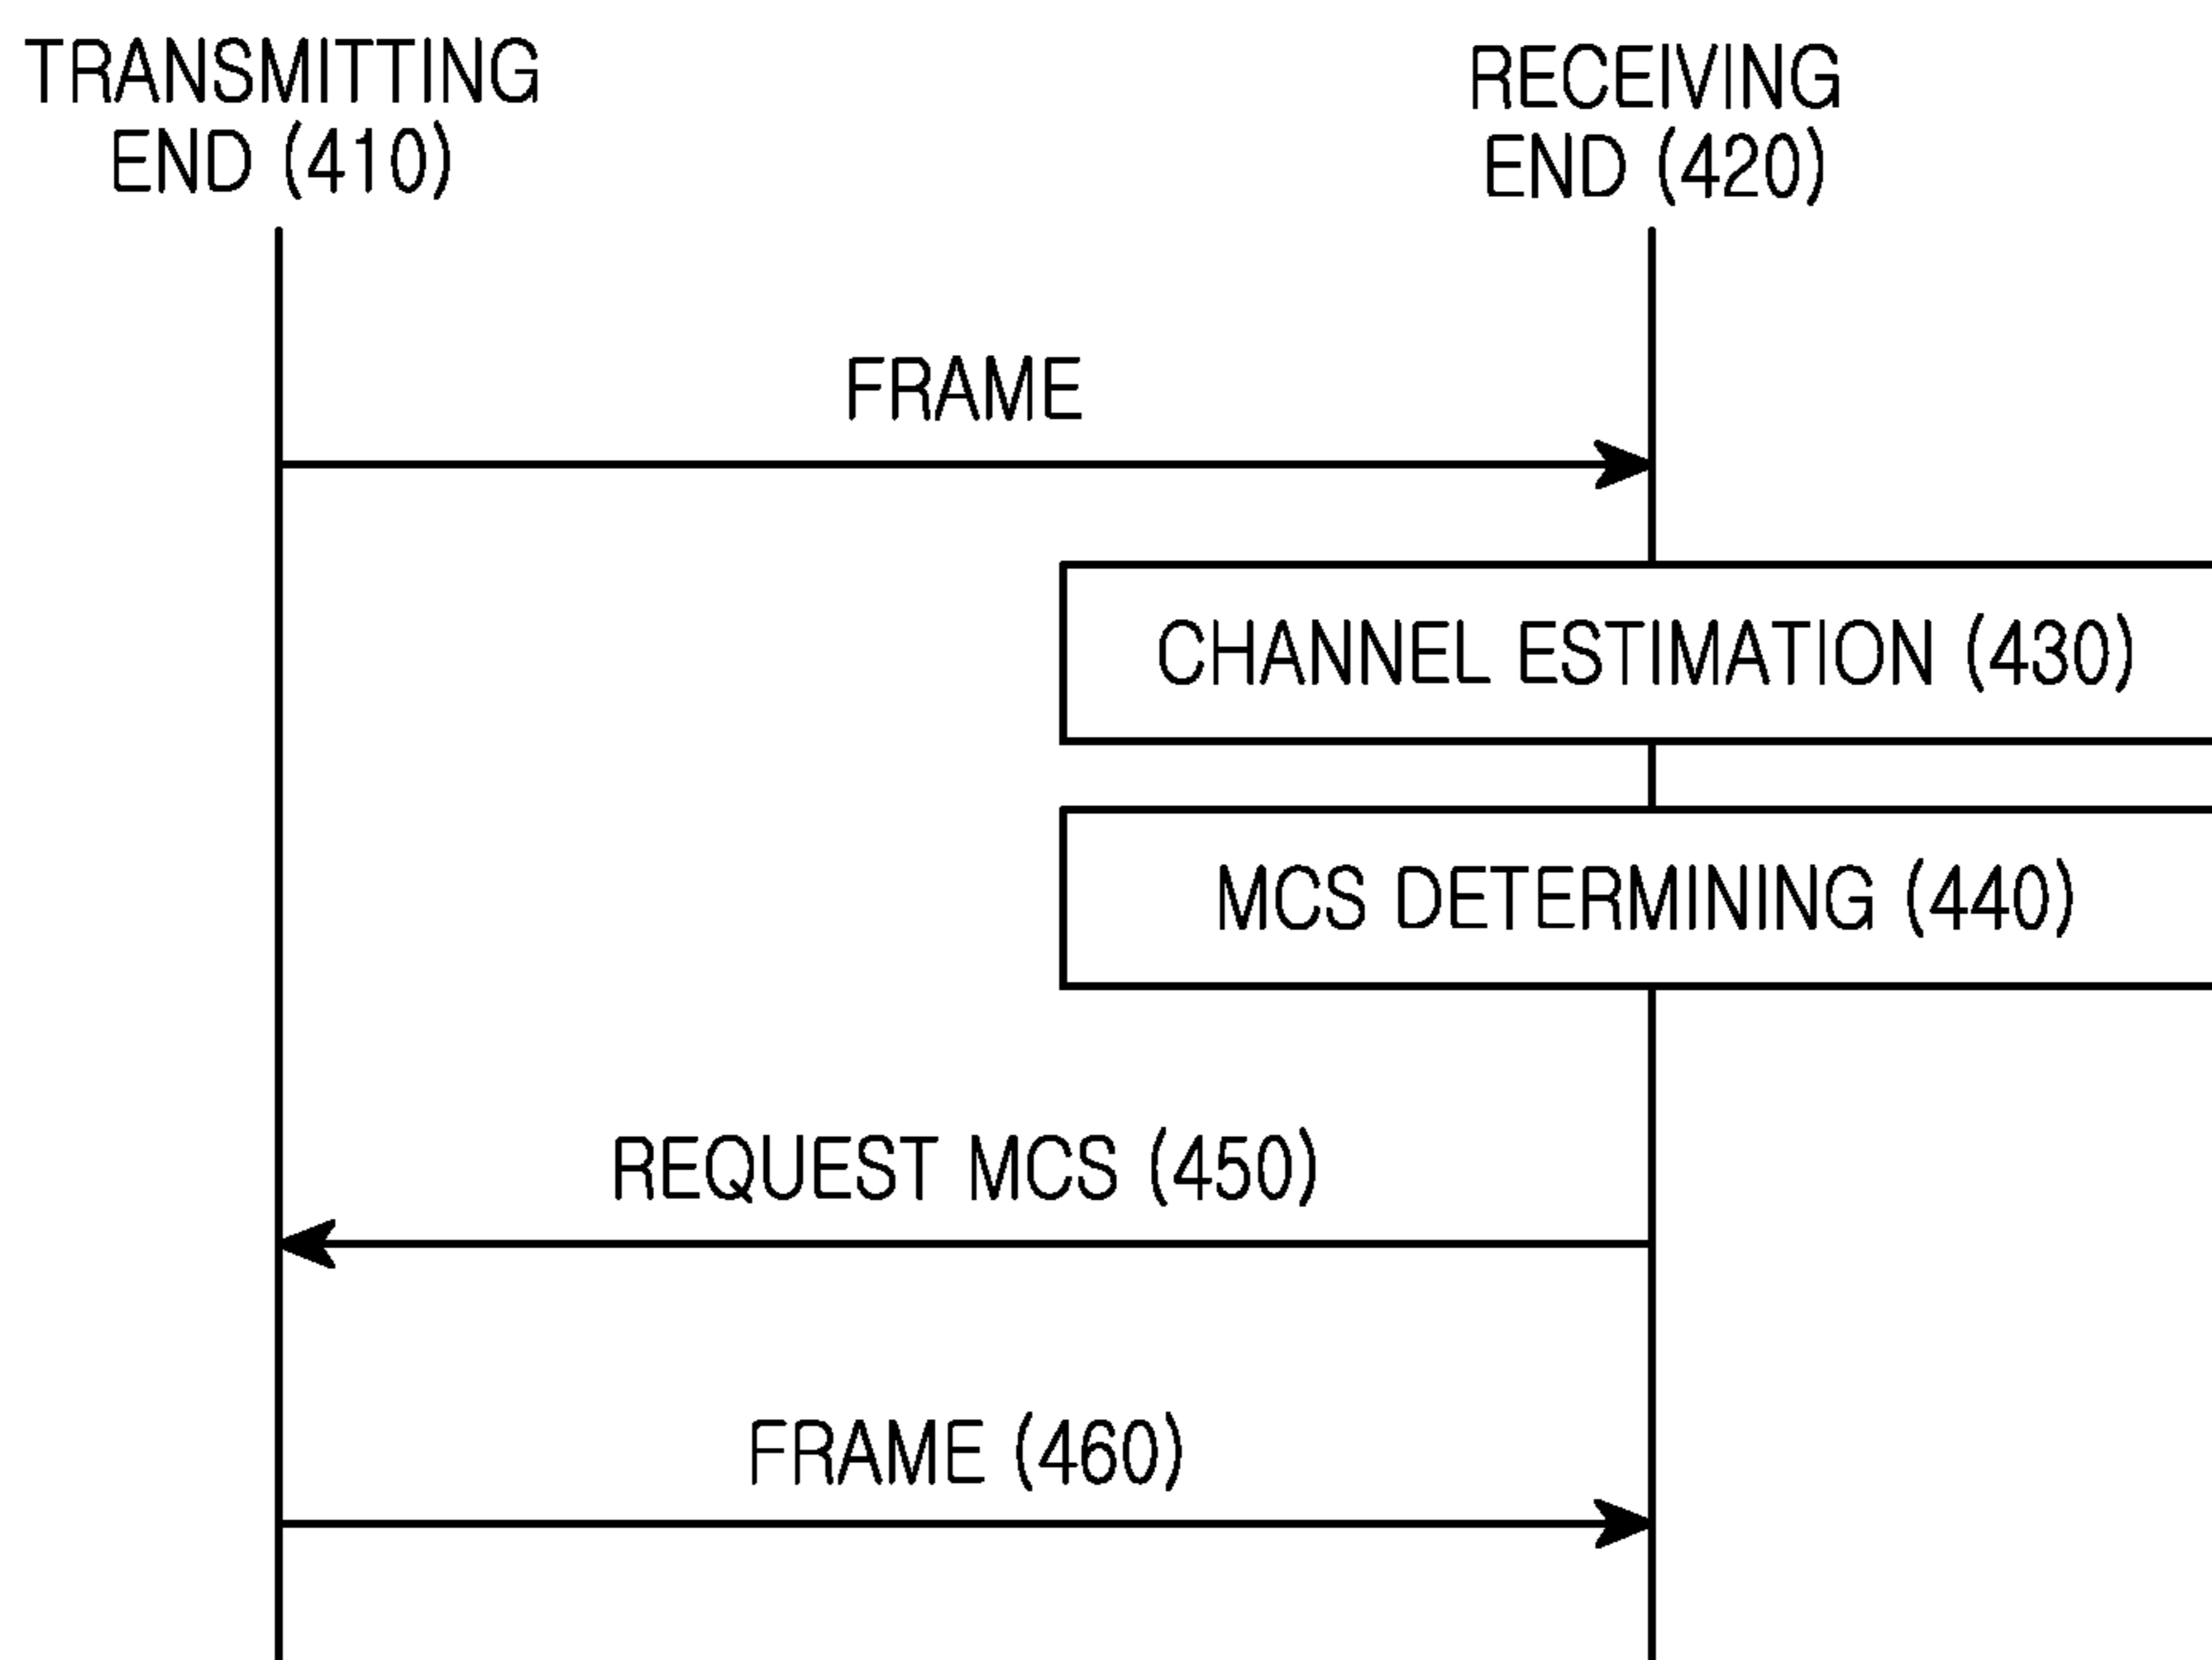 TRANSMITTING
END (410)
RECEIVING
END (420)
FRAME
CHANNEL ESTIMATION (430)
MCS DETERMINING (440)
REQUEST MCS (450)
FRAME (460)